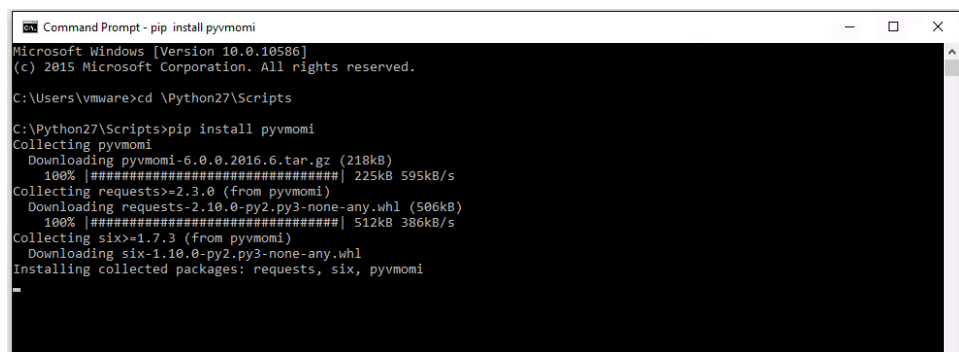 Command Prompt - pip install pyvmomi
Microsoft Windows [Version 10.0.10586]
(c) 2015 Microsoft Corporation. All rights reserved.
C:\Users\vmware>cd \Python27\Scripts
C:\Python27\Scripts>pip install pyvmomi
Collecting pyvmomi
  Downloading pyvmomi-6.0.0.2016.6.tar.gz (218kB)
    100% |################################| 225kB 595kB/s
Collecting requests>=2.3.0 (from pyvmomi)
  Downloading requests-2.10.0-py2.py3-none-any.whl (506kB)
    100% |################################| 512kB 386kB/s
Collecting six>=1.7.3 (from pyvmomi)
  Downloading six-1.10.0-py2.py3-none-any.whl
Installing collected packages: requests, six, pyvmomi